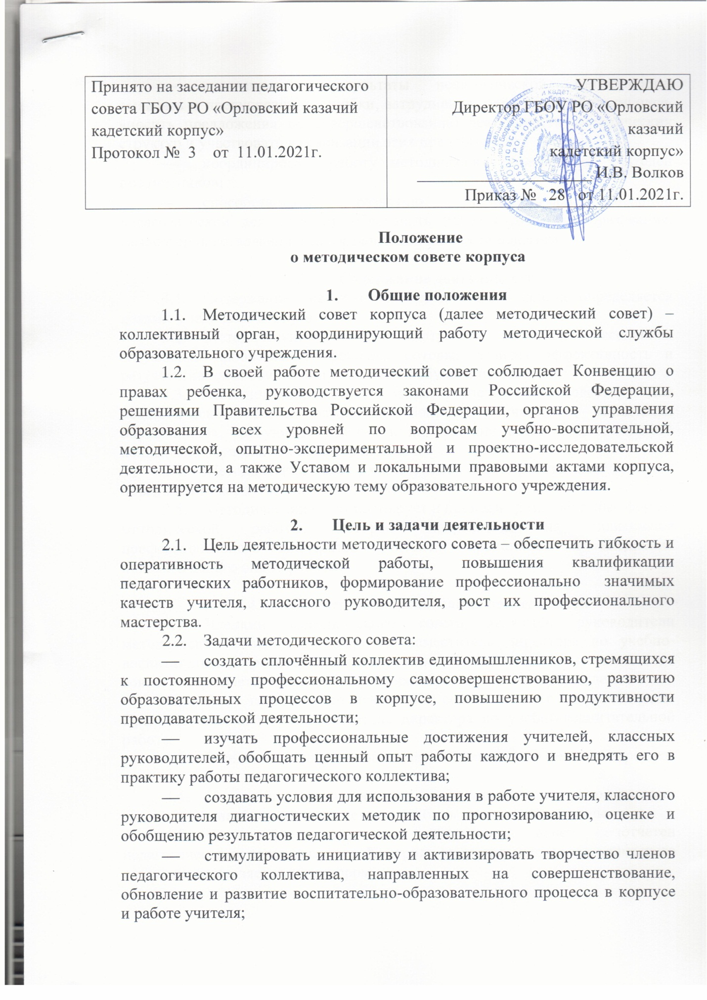 Принято на заседании педагогического
совета ГБОУ РО «Орловский казачий
кадетский корпус»
Протокол № 3 от 11.01.2021г.
УТВЕРЖДАЮ
Директор ГБОУ РО «Орловский
казачий
кадетский корпус»
И.В. Волков
Приказ № 28 от 11.01.2021г.
Положение
о методическом совете корпуса
1. Общие положения
1.1. Методический совет корпуса (далее методический совет) –
коллективный орган, координирующий работу методической службы
образовательного учреждения.
1.2. В своей работе методический совет соблюдает Конвенцию о
правах ребенка, руководствуется законами Российской Федерации,
решениями Правительства Российской Федерации, органов управления
образования всех уровней по вопросам учебно-воспитательной,
методической, опытно-экспериментальной и проектно-исследовательской
деятельности, а также Уставом и локальными правовыми актами корпуса,
ориентируется на методическую тему образовательного учреждения.
2. Цель и задачи деятельности
2.1. Цель деятельности методического совета – обеспечить гибкость и
оперативность методической работы, повышения квалификации
педагогических работников, формирование профессионально значимых
качеств учителя, классного руководителя, рост их профессионального
мастерства.
2.2. Задачи методического совета:
— создать сплочённый коллектив единомышленников, стремящихся
к постоянному профессиональному самосовершенствованию, развитию
образовательных процессов в корпусе, повышению продуктивности
преподавательской деятельности;
— изучать профессиональные достижения учителей, классных
руководителей, обобщать ценный опыт работы каждого и внедрять его в
практику работы педагогического коллектива;
— создавать условия для использования в работе учителя, классного
руководителя диагностических методик по прогнозированию, оценке и
обобщению результатов педагогической деятельности;
— стимулировать инициативу и активизировать творчество членов
педагогического коллектива, направленных на совершенствование,
обновление и развитие воспитательно-образовательного процесса в корпусе
и работе учителя;